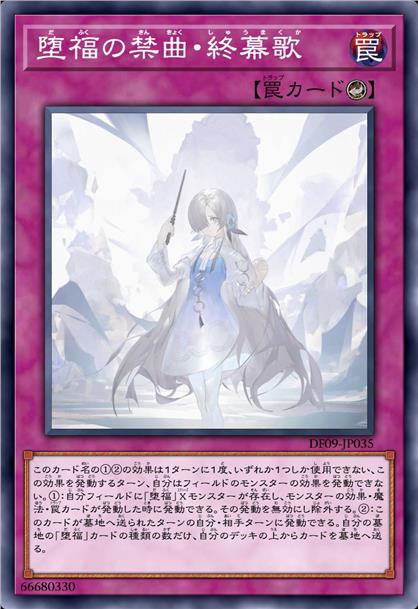 堕福の禁曲・終幕歌 罠
【罠カード】
DF09-JP035
このカード名の①②の効果は1ターンに1度、いずれか1つしか使用できない、こ
の効果を発動するターン、自分はフィールドのモンスターの効果を発動できな
い。①：自分フィールドに「堕福」Xモンスターが存在し、モンスターの効果・魔
法・罠カードが発動した時に発動できる。その発動を無効にし除外する。②：こ
のカードが墓地へ送られたターンの自分・相手ターンに発動できる。自分の墓
地の「堕福」カードの種類の数だけ、自分のデッキの上からカードを墓地へ送
る。
66680330